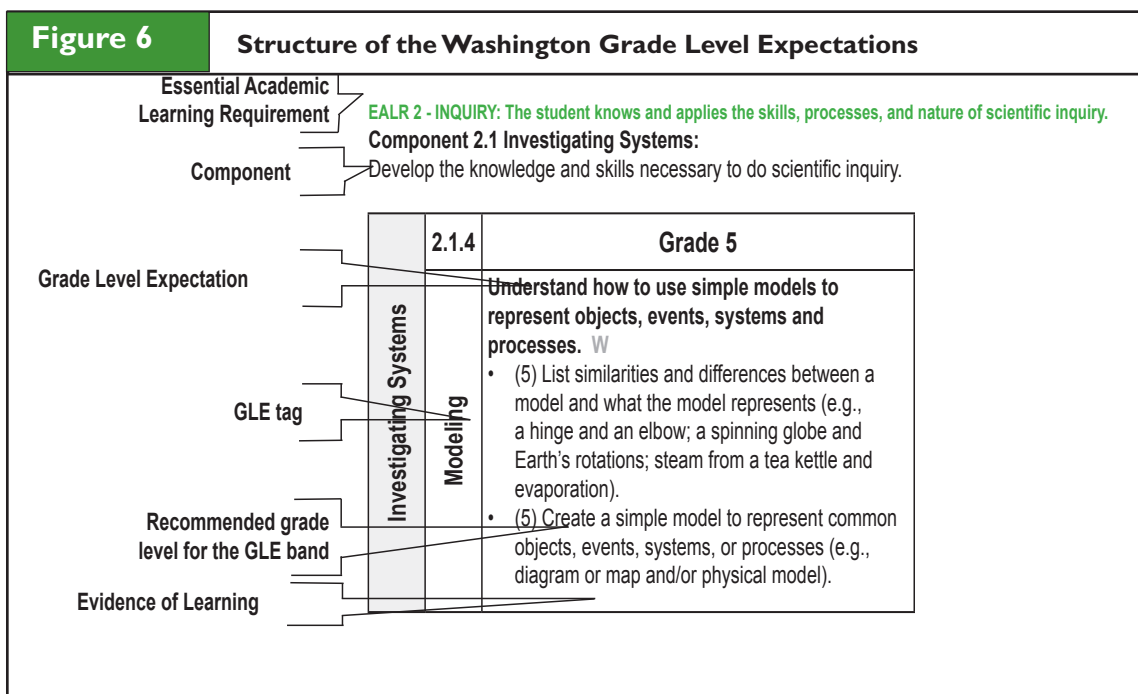 Figure 6
Structure of the Washington Grade Level Expectations
Essential Academic
Learning Requirement
EALR 2 - INQUIRY: The student knows and applies the skills, processes, and nature of scientific inquiry.
Component 2.1 Investigating Systems:
Component
Develop the knowledge and skills necessary to do scientific inquiry.
2.1.4
Grade 5
Grade Level Expectation
Investigating Systems
Modeling
Understand how to use simple models to
represent objects, events, systems and
processes. W
• (5) List similarities and differences between a
model and what the model represents (e.g.,
a hinge and an elbow; a spinning globe and
Earth's rotations; steam from a tea kettle and
evaporation).
• (5) Create a simple model to represent common
objects, events, systems, or processes (e.g.,
diagram or map and/or physical model).
GLE tag
Recommended grade
level for the GLE band
Evidence of Learning